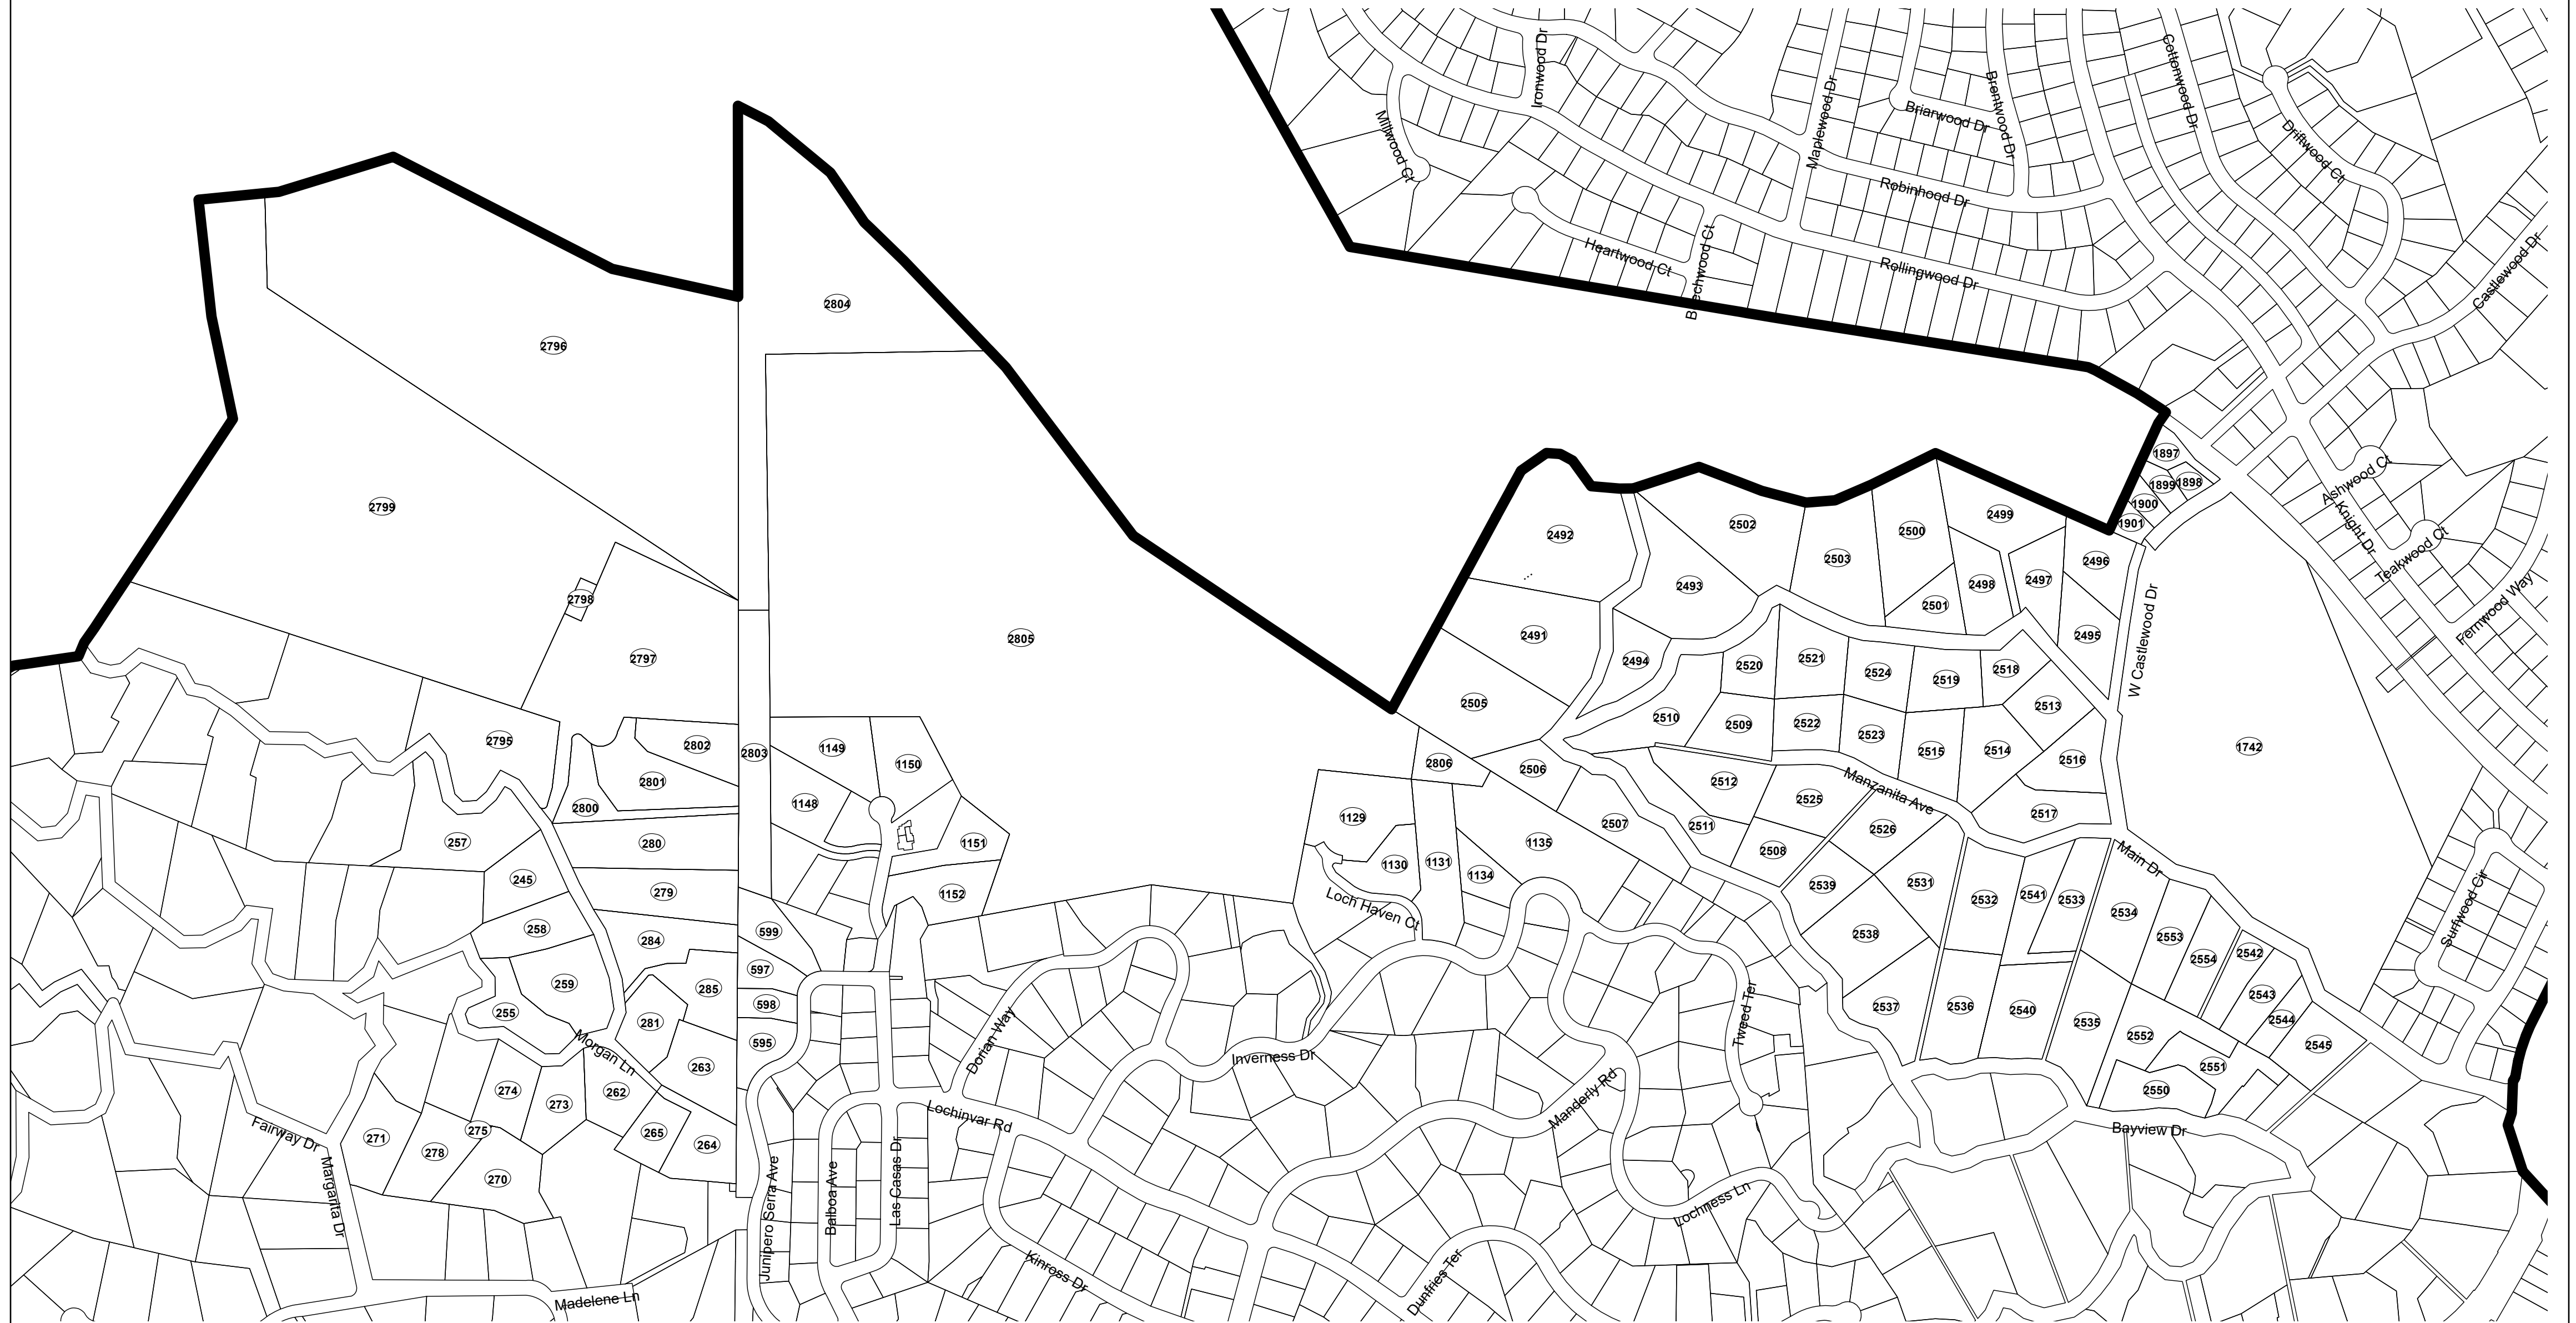 Ironwood Dr
Cottonwood Dr
Brentwood Dr
Maplewood Dr
Briarwood Dr
Millwood Ct
Driftwood Ct
Robinhood Dr
Heartwood Ct
Rollingwood Dr
Castlewood Dr
2804
2796
1897
1899
1898
Ashwood Ct
1900
1901
Knight Dr
Teakwood Ct
Fernwood Way
2799
2492
2502
2503
2500
2499
2496
2498
2497
2501
2493
2798
2797
2805
2491
2494
2495
W Castlewood Dr
2520
2521
2524
2519
2518
2505
2510
2509
2522
2523
2513
2515
2514
2516
1742
2795
2802
2803
1149
1150
2801
2800
1148
2806
2506
2512
2525
Manzanita Ave
2517
257
280
1151
1129
1135
2507
2511
2526
2508
Main Dr
245
279
1152
1130
1131
1134
2539
2531
2532
2541
2533
2534
Loch Haven Ct
258
284
599
2538
2553
2554
2542
Surfwood Cir
259
285
597
598
2537
2536
2540
2535
2543
2544
2545
255
281
595
Morgan Ln
Dorian Way
Inverness Dr
Tweed Ter
2552
2551
2550
263
274
273
262
Lochinvar Rd
Manderly Rd
Fairway Dr
271
278
275
265
264
270
Bayview Dr
Margarita Dr
Junipero Serra Ave
Balboa Ave
Las Casas Dr
Lochness Ln
Kinross Dr
Dunfries Ter
Madelene Ln